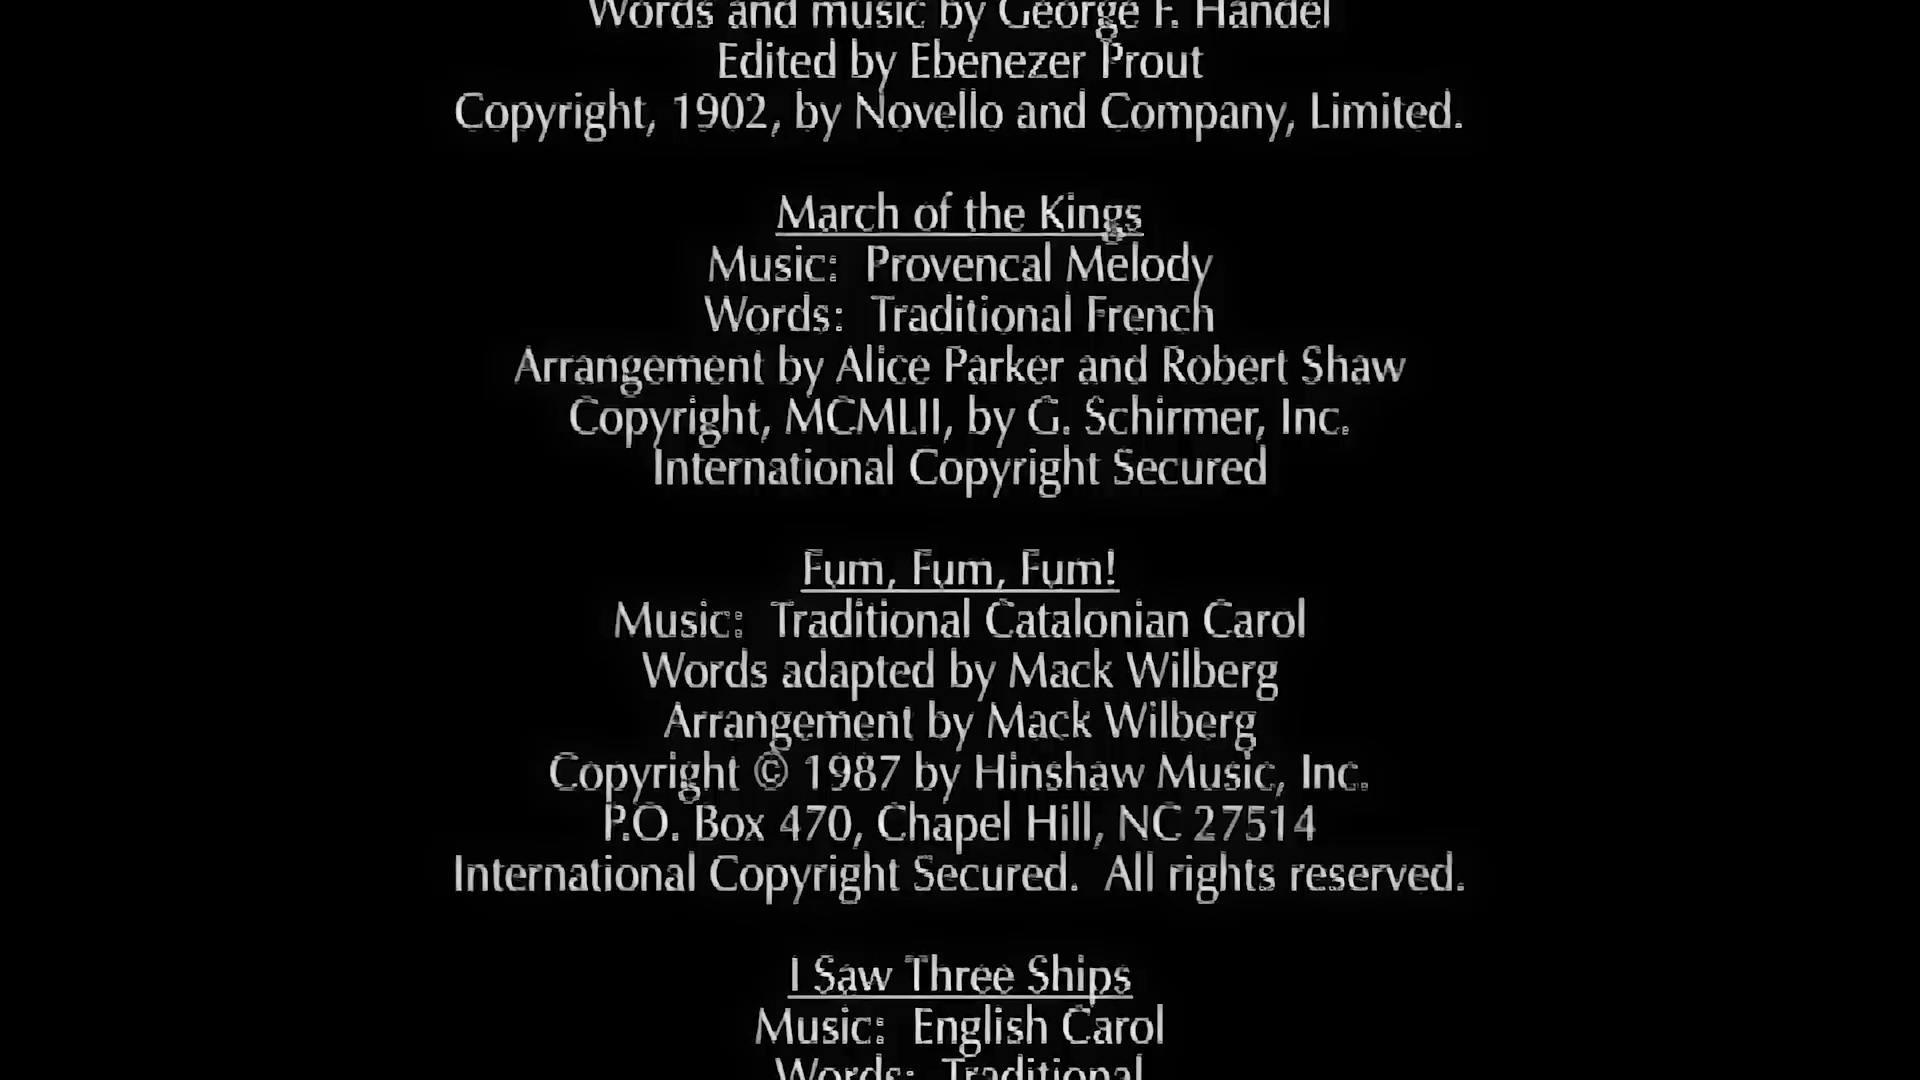 Words and music by George F. Handel
Edited by Ebenezer Prout
Copyright, 1902, by Novello and Company, Limited.
March of the Kings
Music: Provencal Melody
Words: Traditional French
Arrangement by Alice Parker and Robert Shaw
Copyright, MCMLII, by G. Schirmer, Inc.
International Copyright Secured
Fum, Fum, Fum!
Music: Traditional Catalonian Carol
Words adapted by Mack Wilberg
Arrangement by Mack Wilberg
Copyright © 1987 by Hinshaw Music, Inc.
P.O. Box 470, Chapel Hill, NC 27514
International Copyright Secured. All rights reserved.
I Saw Three Ships
Music: English Carol
Words: Traditional